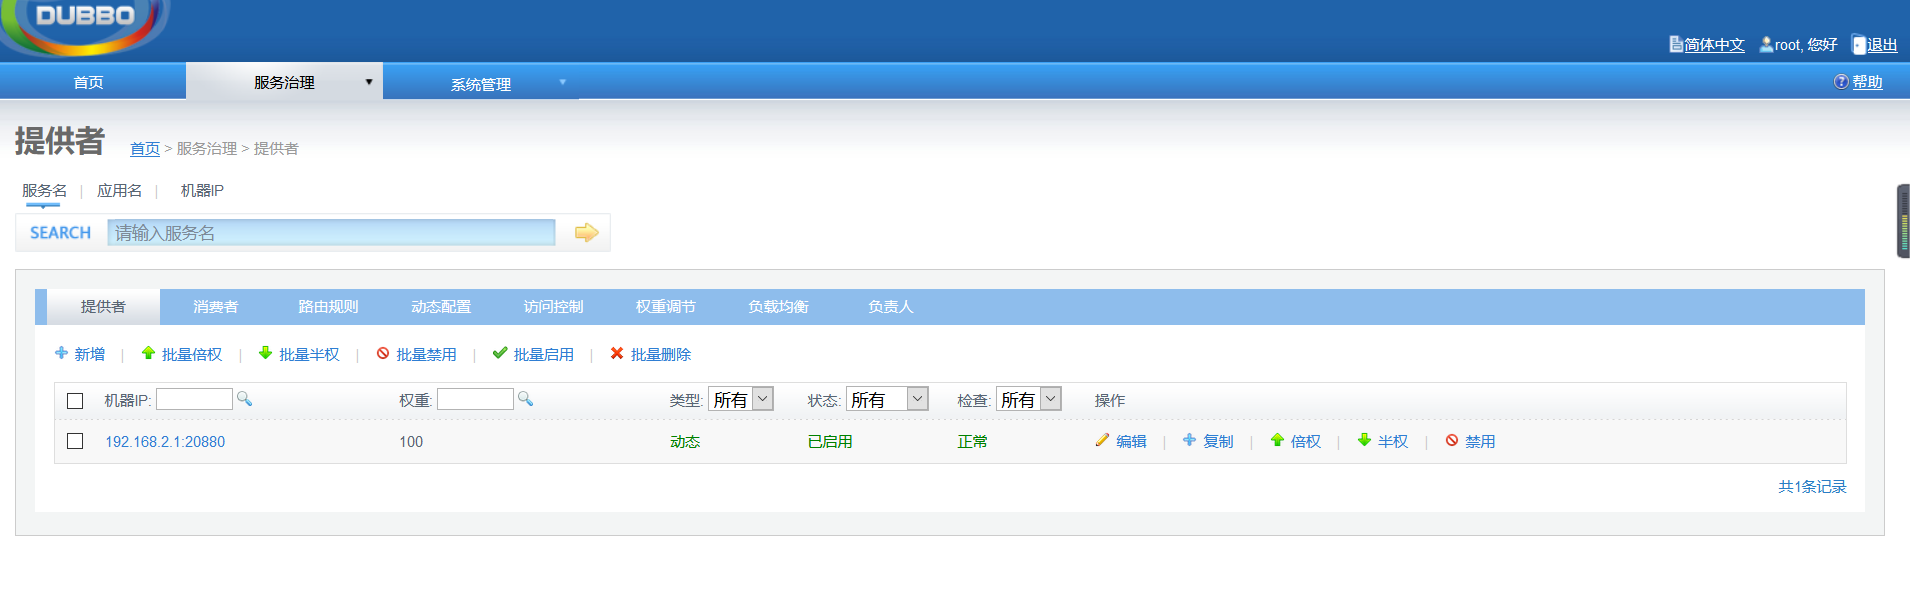 DUBBO
简体中文 root, 您好 退出
首页 服务治理 系统管理 帮助
提供者 首页 > 服务治理 > 提供者
服务名 | 应用名 | 机器IP
SEARCH 请输入服务名
提供者 消费者 路由规则 动态配置 访问控制 权重调节 负载均衡 负责人
新增 | 批量倍权 | 批量半权 | 批量禁用 | 批量启用 | 批量删除
机器IP: 权重: 类型: 所有 状态: 所有 检查: 所有 操作
192.168.2.1:20880 100 动态 已启用 正常 编辑 | 复制 | 倍权 | 半权 | 禁用
共1条记录